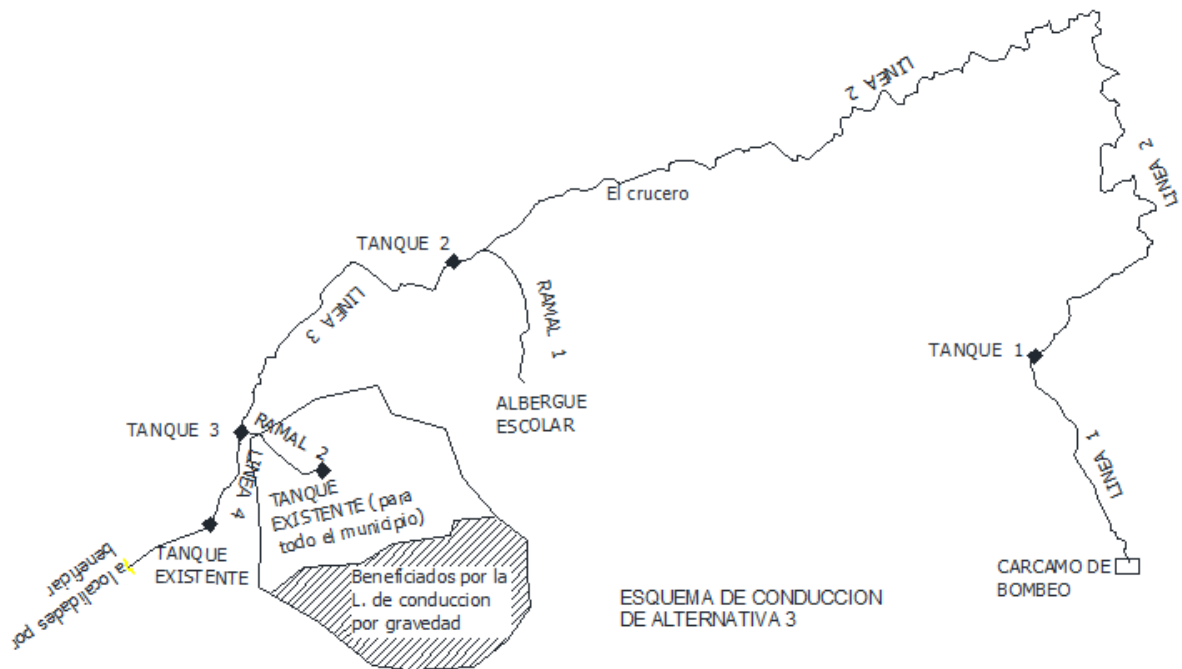 LINEA 2
LINEA 2
El crucero
TANQUE 2
LINEA 3
RAMAL 1
TANQUE 1
ALBERGUE
ESCOLAR
TANQUE 3
RAMAL 2
LINEA 4
LINEA 1
TANQUE
EXISTENTE (para
todo el municipio)
TANQUE
EXISTENTE
a localidades por
beneficiar
Beneficiados por la
L. de conduccion
por gravedad
ESQUEMA DE CONDUCCION
DE ALTERNATIVA 3
CARCAMO DE
BOMBEO